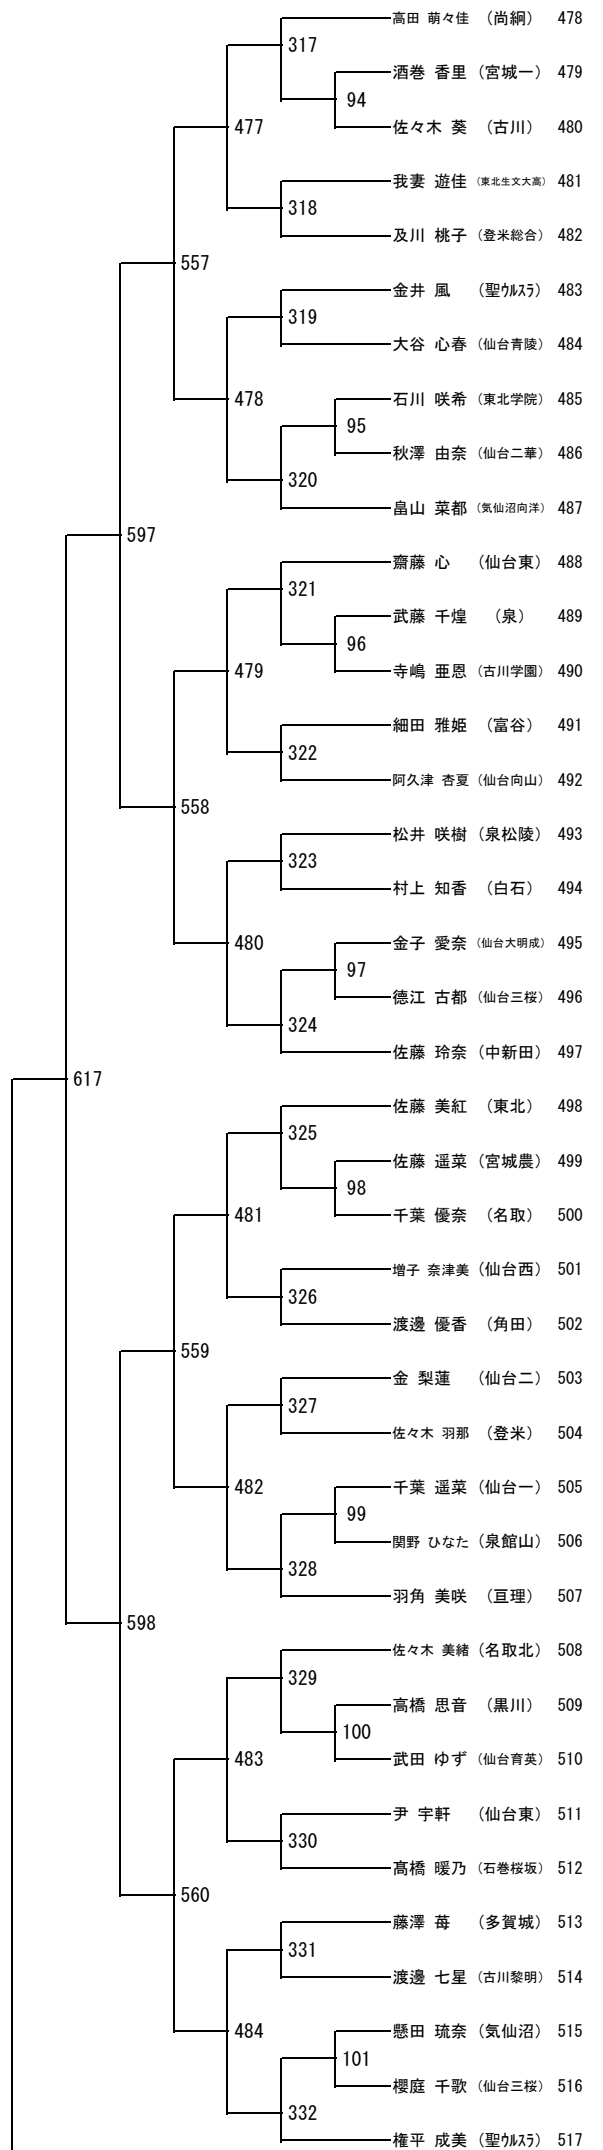 高田 萌々佳 （尚絅） 478
317
酒巻 香里 （宮城一） 479
94
477
佐々木 葵 （古川） 480
我妻 遊佳 （東北生文大高） 481
318
及川 桃子 （登米総合） 482
557
金井 風 （聖ウルスラ） 483
319
大谷 心春 （仙台青陵） 484
478
石川 咲希 （東北学院） 485
95
秋澤 由奈 （仙台二華） 486
320
畠山 菜都 （気仙沼向洋） 487
597
齋藤 心 （仙台東） 488
321
武藤 千煌 （泉） 489
96
479
寺嶋 亜恩 （古川学園） 490
細田 雅姫 （富谷） 491
322
阿久津 杏夏 （仙台向山） 492
558
松井 咲樹 （泉松陵） 493
323
村上 知香 （白石） 494
480
金子 愛奈 （仙台大明成） 495
97
德江 古都 （仙台三桜） 496
324
佐藤 玲奈 （中新田） 497
617
佐藤 美紅 （東北） 498
325
佐藤 遥菜 （宮城農） 499
98
481
千葉 優奈 （名取） 500
増子 奈津美 （仙台西） 501
326
渡邊 優香 （角田） 502
559
金 梨蓮 （仙台二） 503
327
佐々木 羽那 （登米） 504
482
千葉 遥菜 （仙台一） 505
99
関野 ひなた （泉館山） 506
328
羽角 美咲 （亘理） 507
598
佐々木 美緒 （名取北） 508
329
高橋 思音 （黒川） 509
100
483
武田 ゆず （仙台育英） 510
尹 宇軒 （仙台東） 511
330
髙橋 暖乃 （石巻桜坂） 512
560
藤澤 苺 （多賀城） 513
331
渡邊 七星 （古川黎明） 514
484
懸田 琉奈 （気仙沼） 515
101
櫻庭 千歌 （仙台三桜） 516
332
権平 成美 （聖ウルスラ） 517